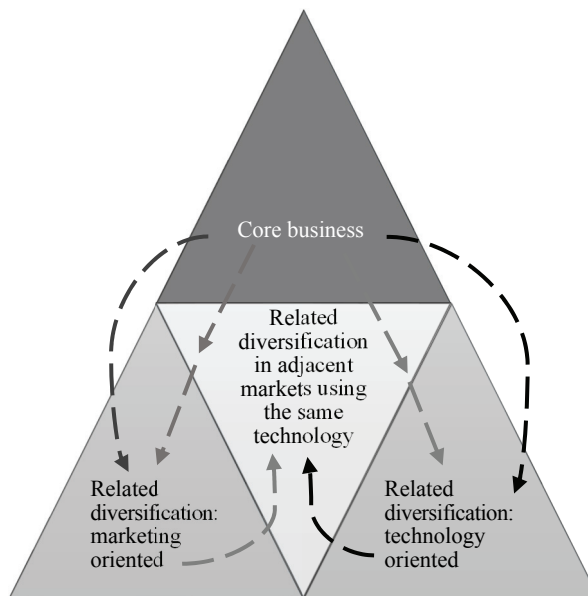 Core business
Related
diversification
in adjacent
markets using
the same
technology
Related
diversification:
marketing
oriented
Related
diversification:
technology
oriented